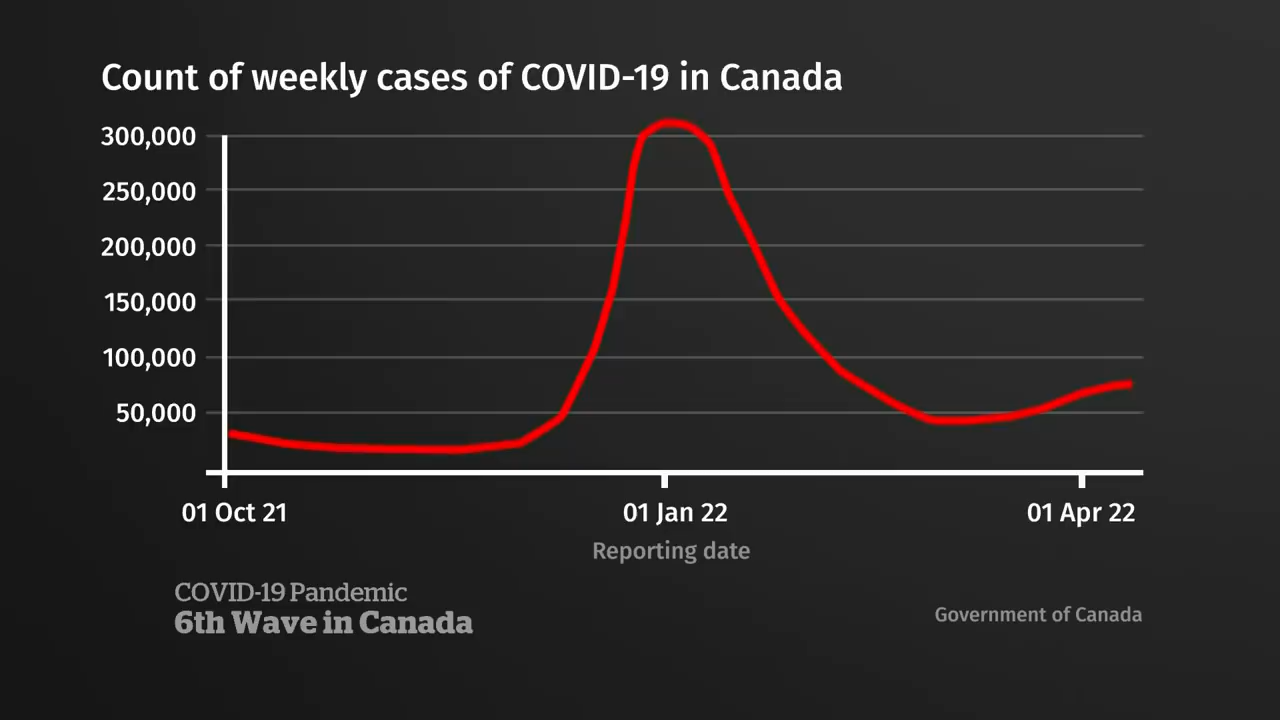 Count of weekly cases of COVID-19 in Canada
300,000
250,000
200,000
150,000
100,000
50,000
01 Oct 21
01 Jan 22
01 Apr 22
Reporting date
COVID-19 Pandemic
6th Wave in Canada
Government of Canada